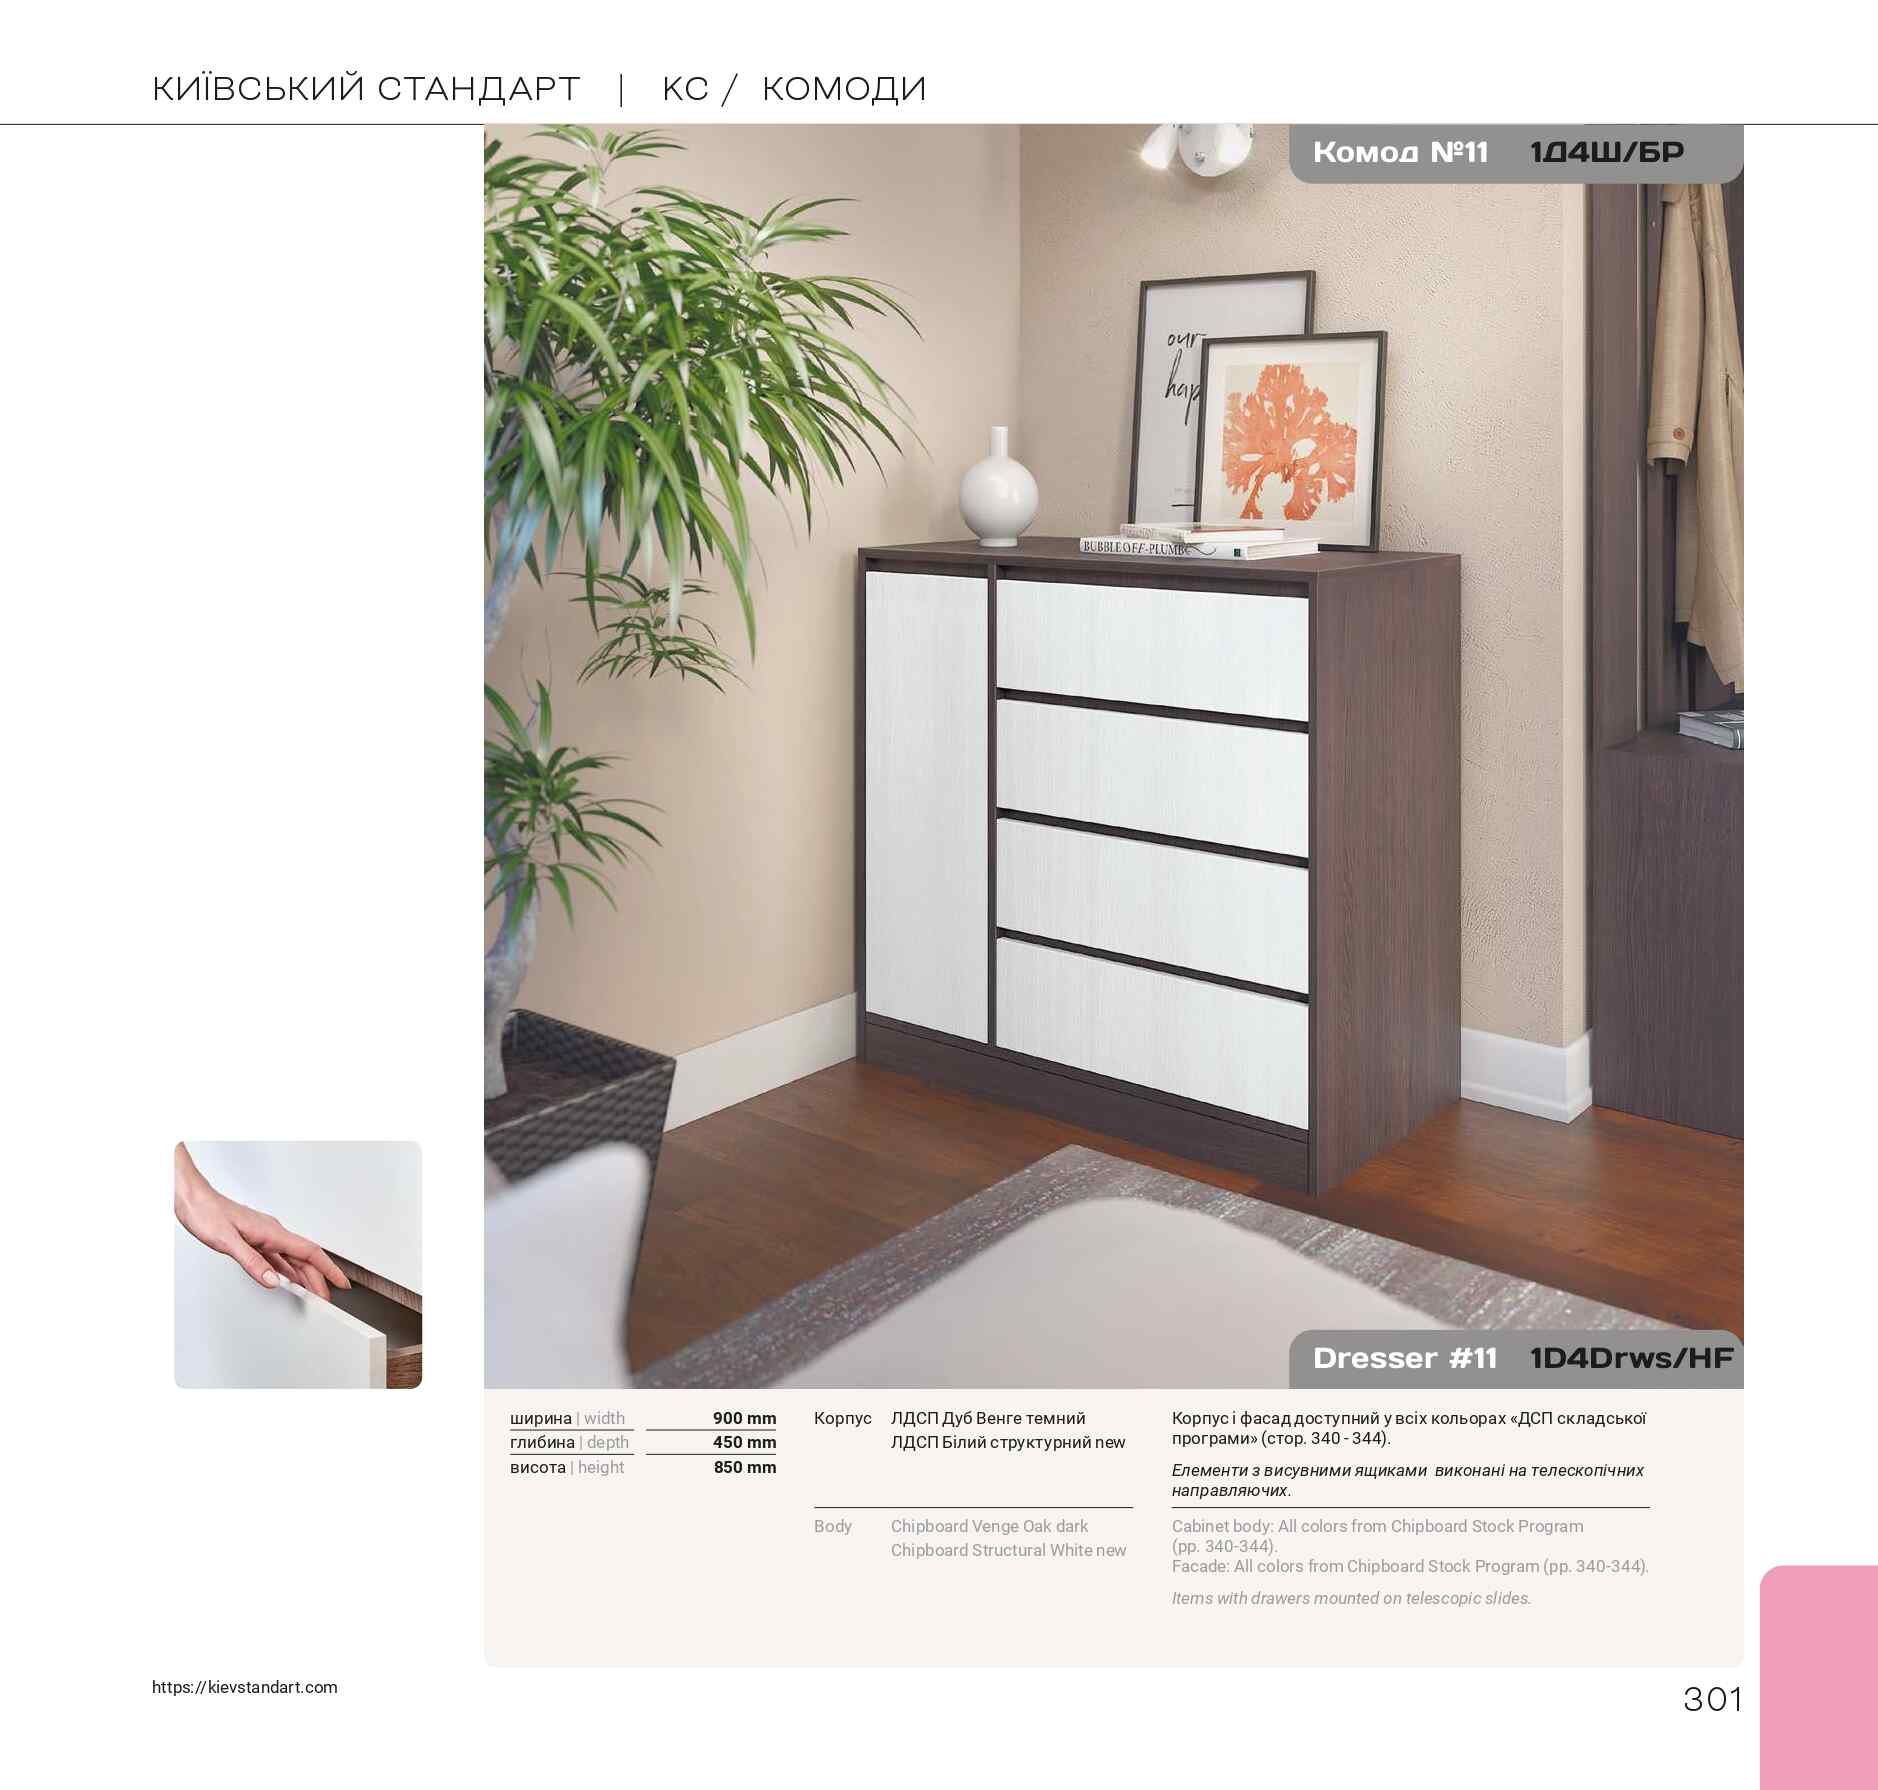 КИЇВСЬКИЙ СТАНДАРТ | КС / КОМОДИ
Комод №11 1Д4Ш/БР
our
hap
BUBBLE OFF-PLUMB
Dresser #11 1D4Drws/HF
ширина | width 900 mm
глибина | depth 450 mm
висота | height 850 mm
Корпус ЛДСП Дуб Венге темний
ЛДСП Білий структурний new
Body Chipboard Venge Oak dark
Chipboard Structural White new
Корпус і фасад доступний у всіх кольорах «ДСП складської
програми» (стор. 340 - 344).
Елементи з висувними ящиками виконані на телескопічних
направляючих.
Cabinet body: All colors from Chipboard Stock Program
(pp. 340-344).
Facade: All colors from Chipboard Stock Program (pp. 340-344).
Items with drawers mounted on telescopic slides.
https://kievstandart.com
301